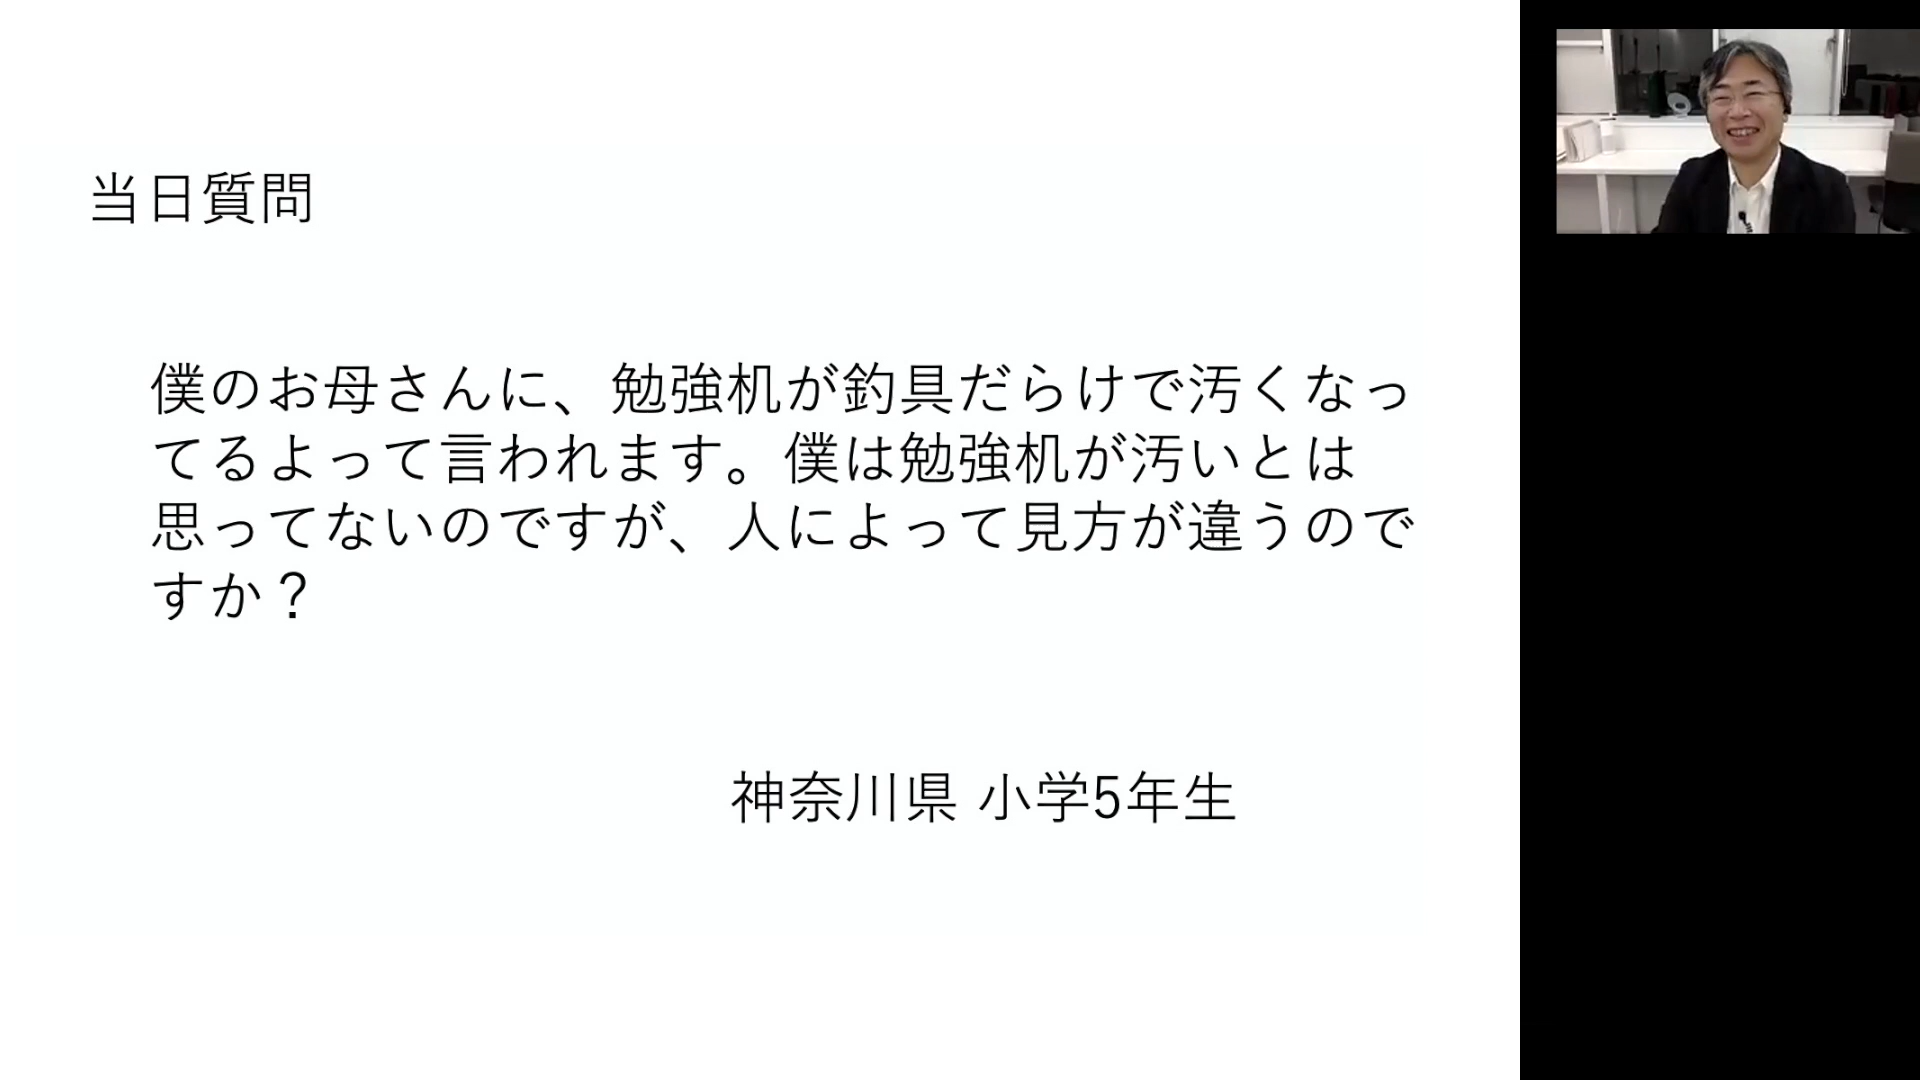 当日質問
僕のお母さんに、勉強机が釣具だらけで汚くなっ
てるよって言われます。僕は勉強机が汚いとは
思ってないのですが、人によって見方が違うので
すか？
神奈川県 小学5年生